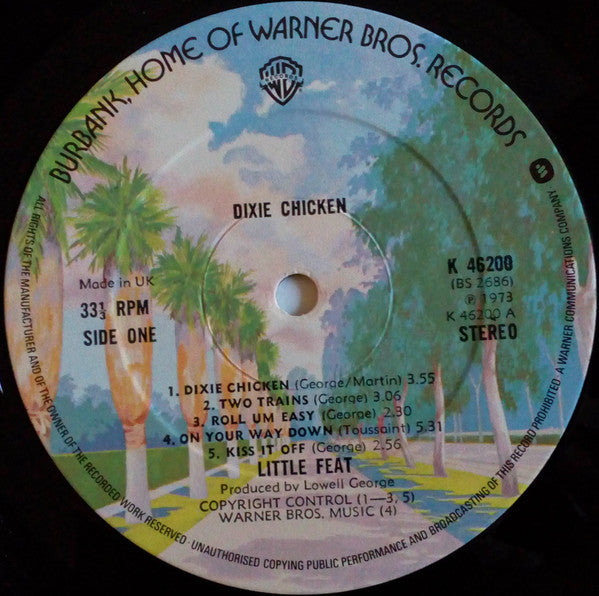 BURBANK, HOME OF WARNER BROS. RECORDS
RECORDS
DIXIE CHICKEN
Made in UK
33⅓ RPM
SIDE ONE
K 46200
(BS 2686)
℗ 1973
K 46200 A
STEREO
1. DIXIE CHICKEN (George/Martin) 3.55
2. TWO TRAINS (George) 3.06
3. ROLL UM EASY (George) 2.30
4. ON YOUR WAY DOWN (Toussaint) 5.31
5. KISS IT OFF (George) 2.56
LITTLE FEAT
Produced by Lowell George
COPYRIGHT CONTROL (1—3, 5)
WARNER BROS. MUSIC (4)
ALL RIGHTS OF THE MANUFACTURER AND OF THE OWNER OF THE RECORDED WORK RESERVED · UNAUTHORISED COPYING PUBLIC PERFORMANCE AND BROADCASTING OF THIS RECORD PROHIBITED · A WARNER COMMUNICATIONS COMPANY